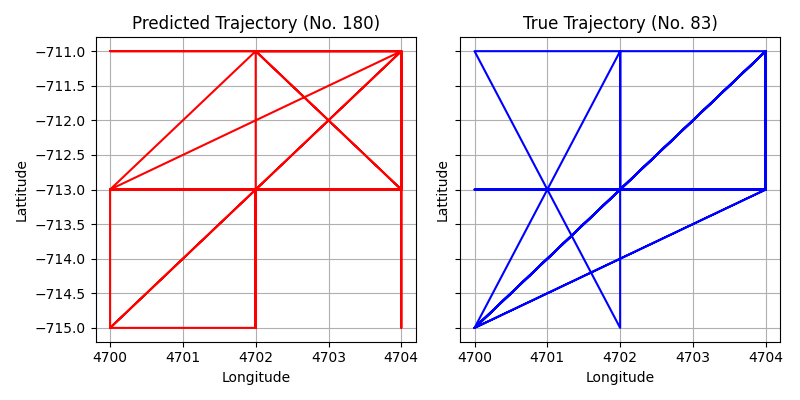 Predicted Trajectory (No. 180)
True Trajectory (No. 83)
Lattitude
−711.0
−711.5
−712.0
−712.5
−713.0
−713.5
−714.0
−714.5
−715.0
4700 4701 4702 4703 4704
Longitude
Lattitude
4700 4701 4702 4703 4704
Longitude